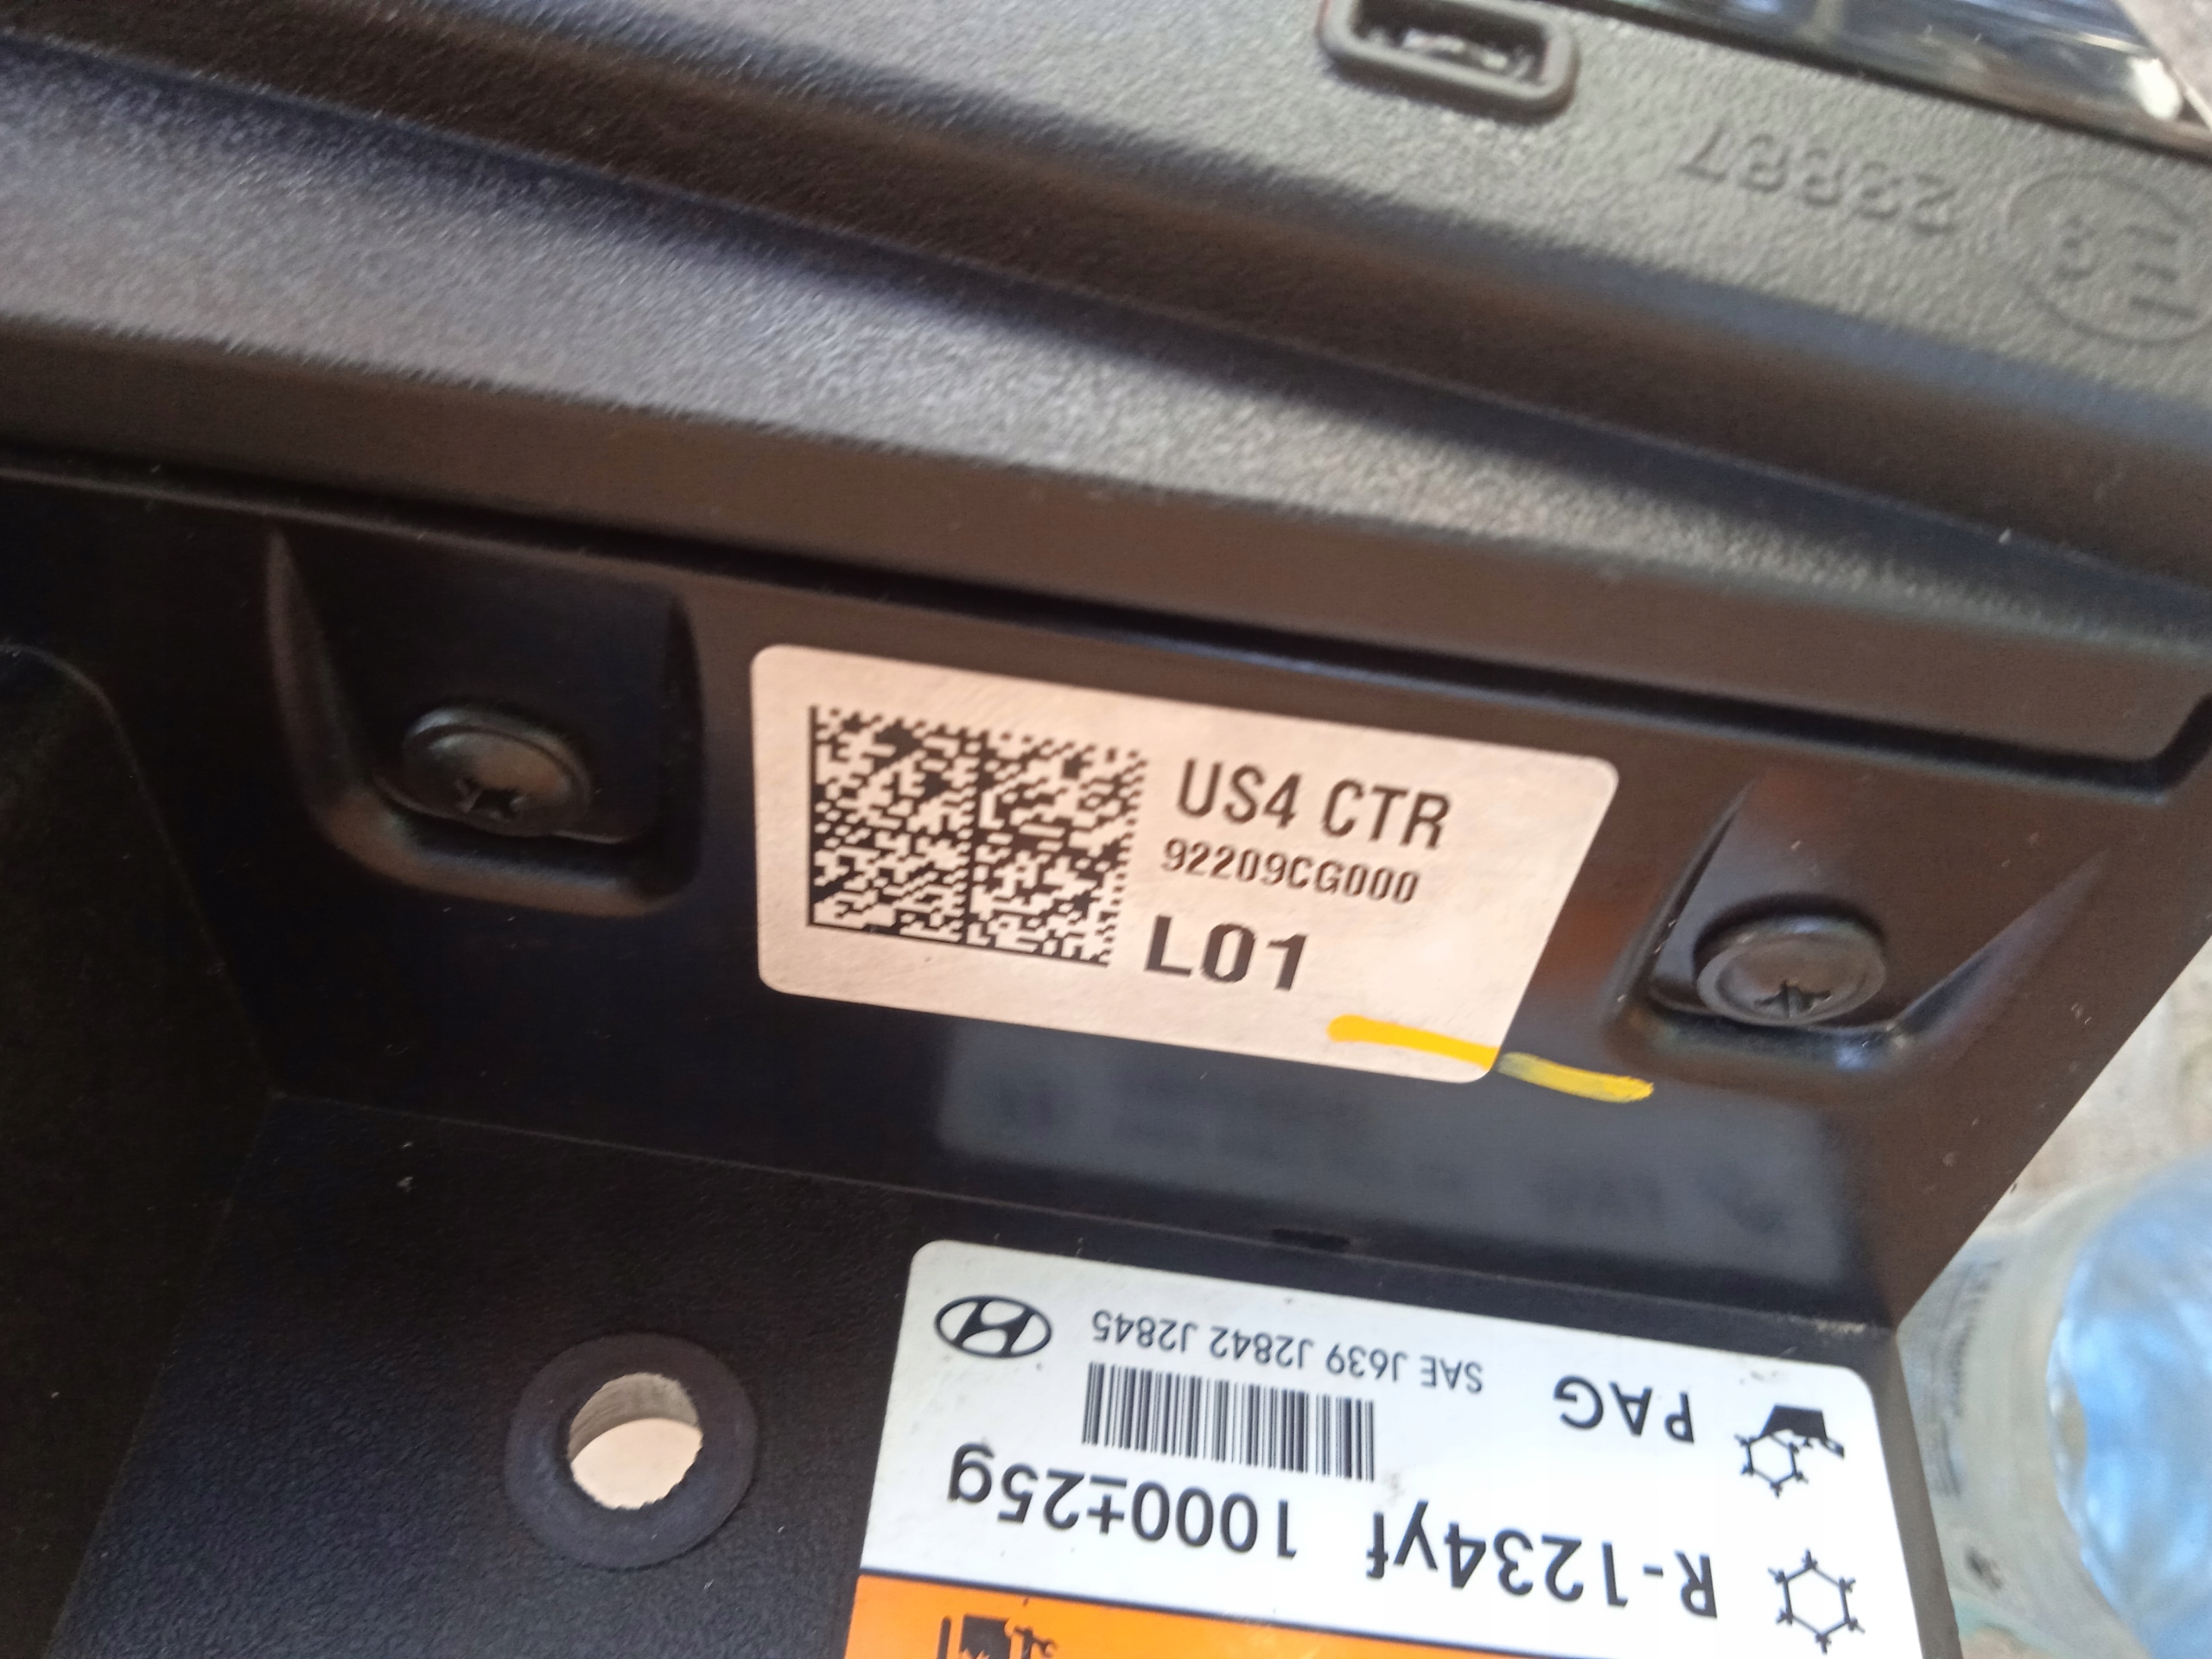 US4 CTR
92209CG000
L01
R-1234yf 1000±25g
PAG
SAE J639 J2842 J2845